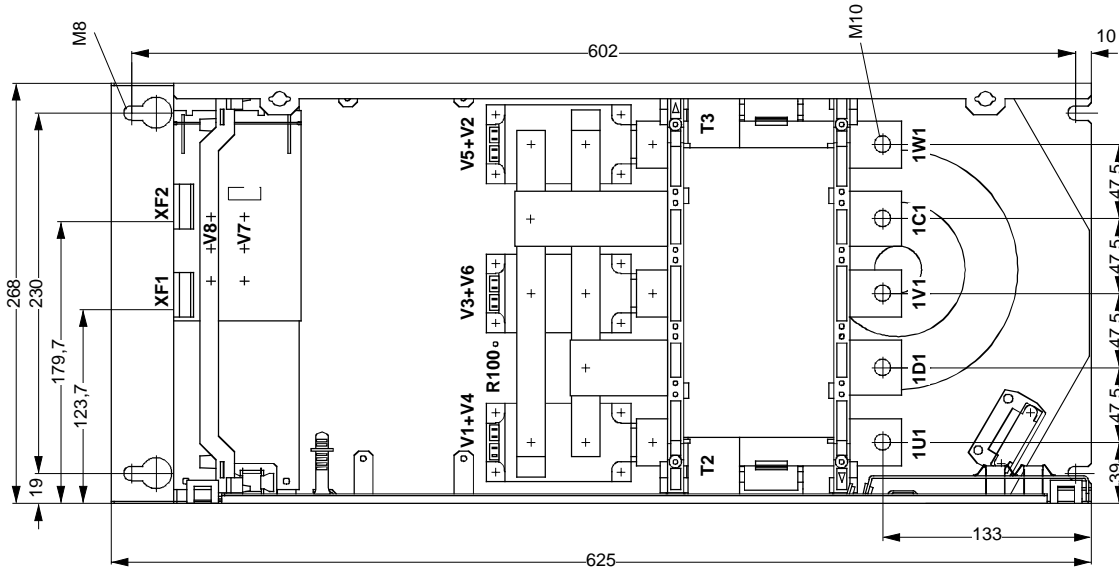 M8
602
M10
10
268
230
179,7
123,7
19
XF2
XF1
V8
V7
V5+V2
V3+V6
R100
V1+V4
T3
T2
1W1
1C1
1V1
1D1
1U1
47,5
47,5
47,5
47,5
39
133
625